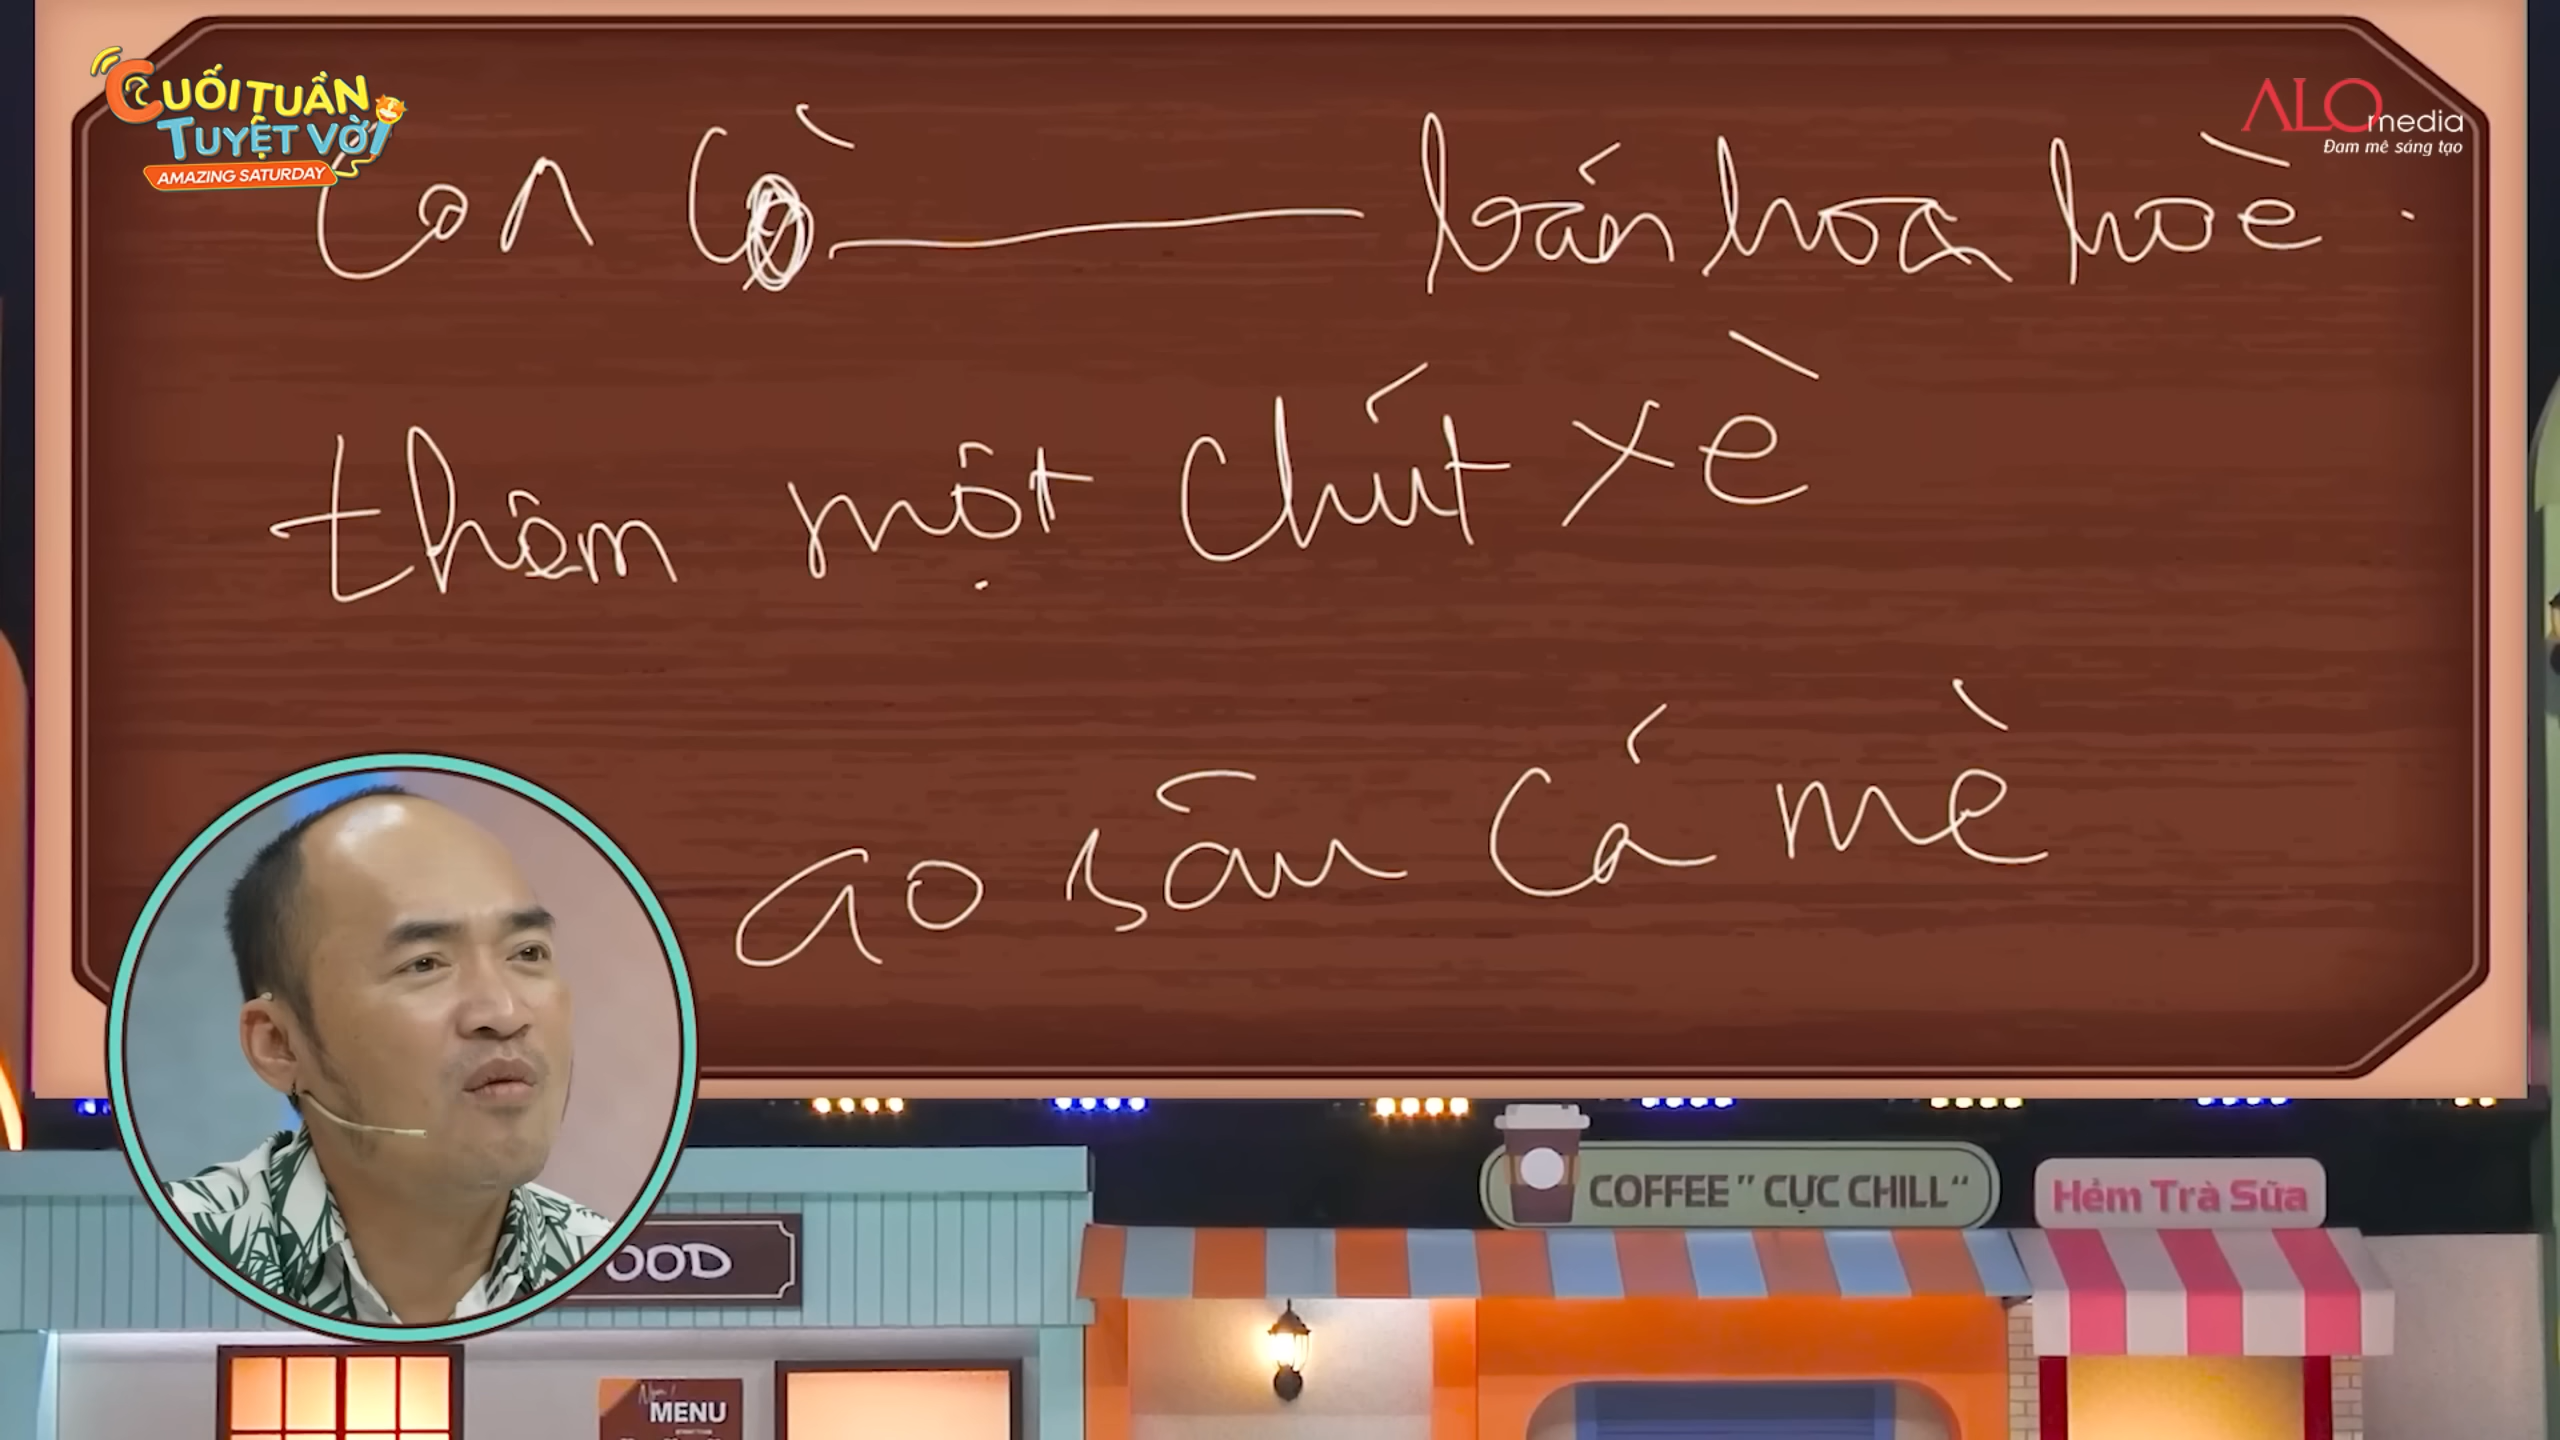 CUỐI TUẦN
TUYỆT VỜI
AMAZING SATURDAY
ALO media
Đam mê sáng tạo
Con Cò bán hoa hoè.
thêm một chút xè
ao sâu cá mè
COFFEE " CỰC CHILL "
Hẻm Trà Sữa
OOD
MENU